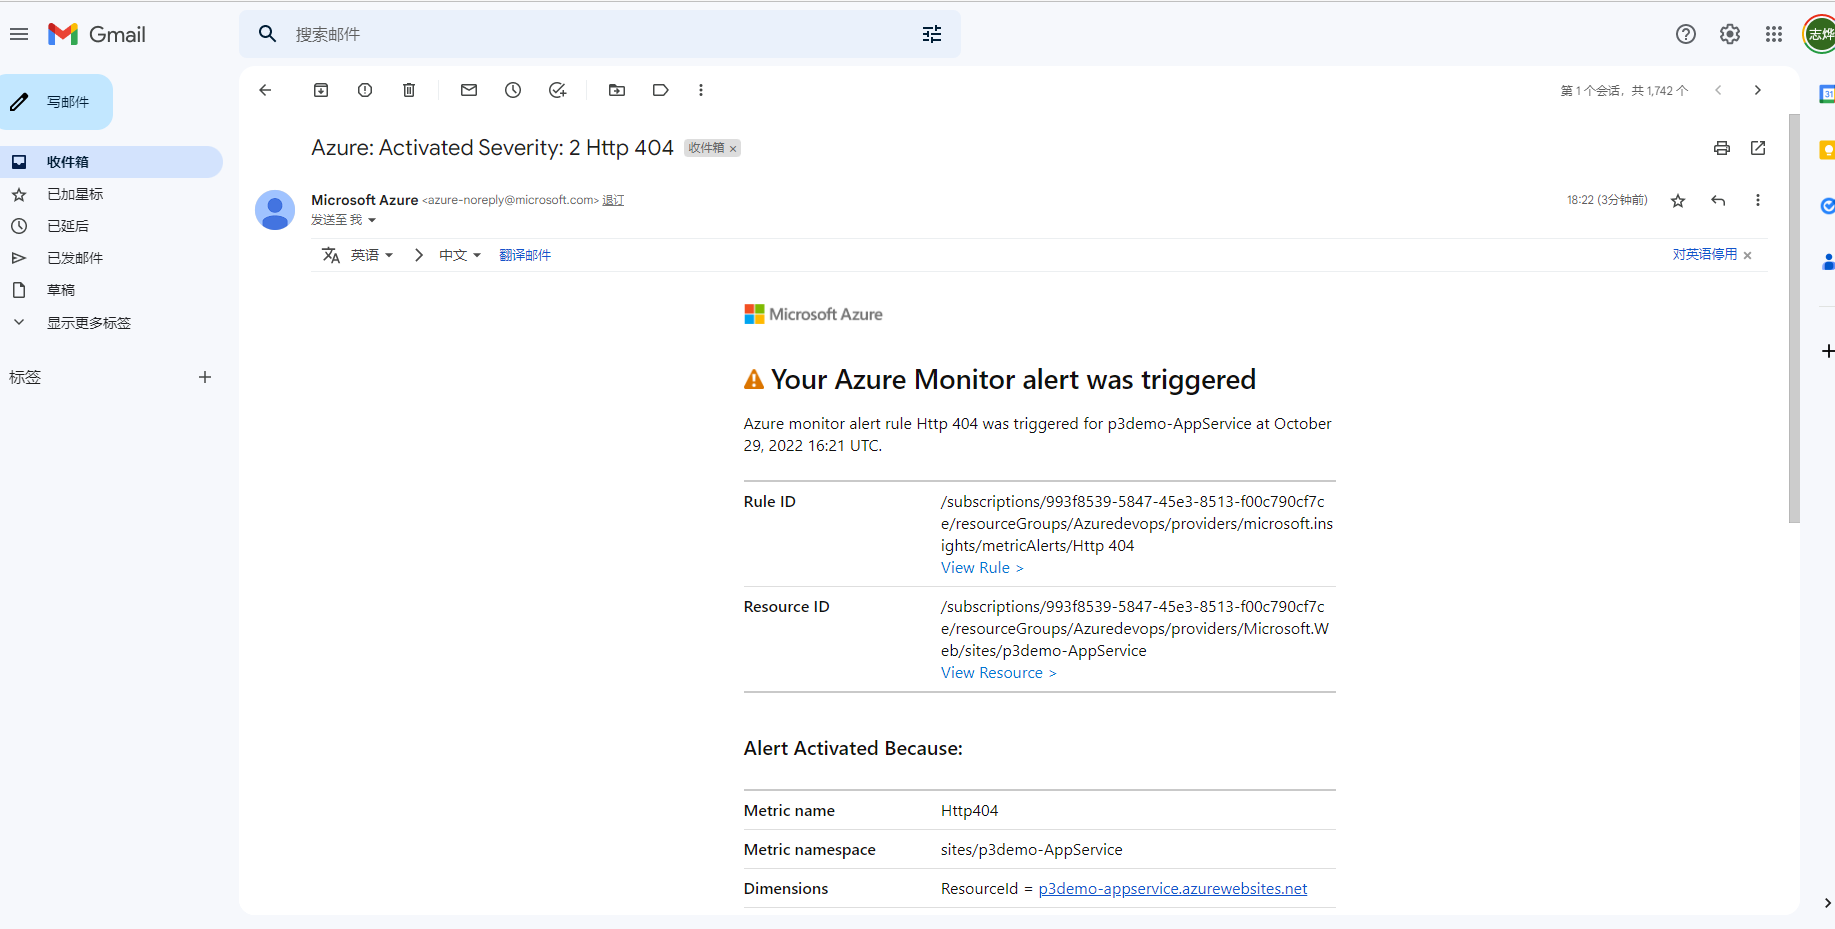 Gmail
搜索邮件
志烨
写邮件
收件箱
已加星标
已延后
已发邮件
草稿
显示更多标签
标签
第 1 个会话，共 1,742 个
31
Azure: Activated Severity: 2 Http 404 收件箱 ×
Microsoft Azure <azure-noreply@microsoft.com> 退订
18:22 (3分钟前)
发送至 我
英语 中文 翻译邮件
对英语停用 ×
Microsoft Azure
Your Azure Monitor alert was triggered
Azure monitor alert rule Http 404 was triggered for p3demo-AppService at October
29, 2022 16:21 UTC.
Rule ID
/subscriptions/993f8539-5847-45e3-8513-f00c790cf7c
e/resourceGroups/Azuredevops/providers/microsoft.ins
ights/metricAlerts/Http 404
View Rule >
Resource ID
/subscriptions/993f8539-5847-45e3-8513-f00c790cf7c
e/resourceGroups/Azuredevops/providers/Microsoft.W
eb/sites/p3demo-AppService
View Resource >
Alert Activated Because:
Metric name Http404
Metric namespace sites/p3demo-AppService
Dimensions ResourceId = p3demo-appservice.azurewebsites.net